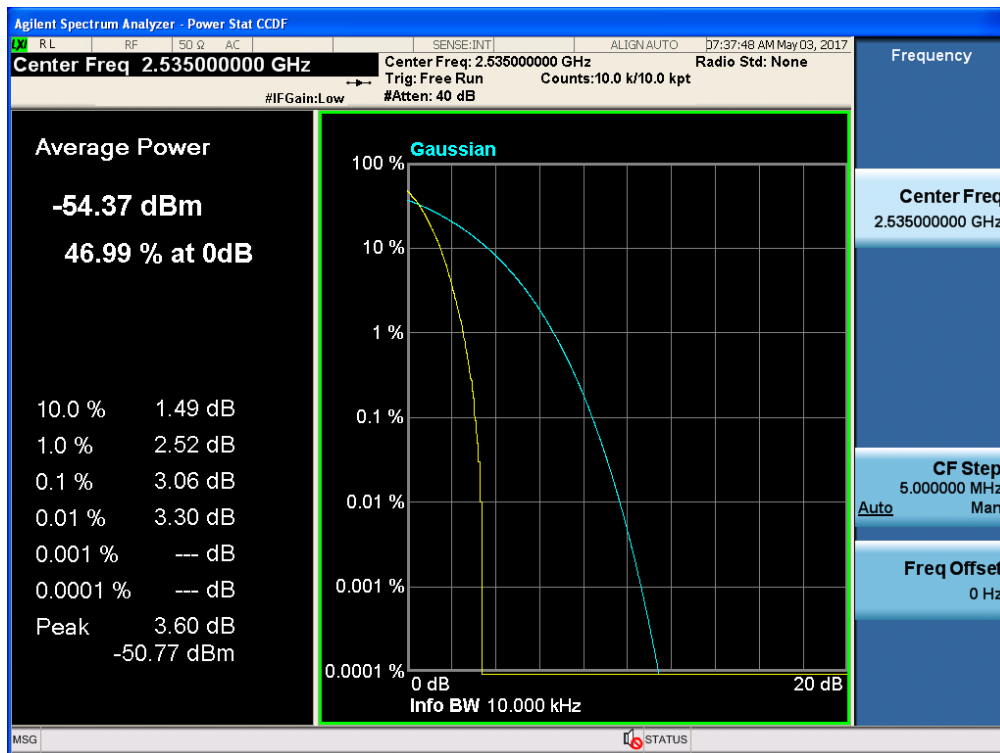 Agilent Spectrum Analyzer - Power Stat CCDF
LXI RL RF 50 Ω AC SENSE:INT ALIGN AUTO 07:37:48 AM May 03, 2017
Center Freq 2.535000000 GHz
Center Freq: 2.535000000 GHz Radio Std: None
Trig: Free Run Counts:10.0 k/10.0 kpt
#IFGain:Low #Atten: 40 dB
Average Power
-54.37 dBm
46.99 % at 0dB
10.0 % 1.49 dB
1.0 % 2.52 dB
0.1 % 3.06 dB
0.01 % 3.30 dB
0.001 % --- dB
0.0001 % --- dB
Peak 3.60 dB
-50.77 dBm
Gaussian
100 %
10 %
1 %
0.1 %
0.01 %
0.001 %
0.0001 %
0 dB 20 dB
Info BW 10.000 kHz
Frequency
Center Freq
2.535000000 GHz
CF Step
5.000000 MHz
Auto Man
Freq Offset
0 Hz
MSG STATUS